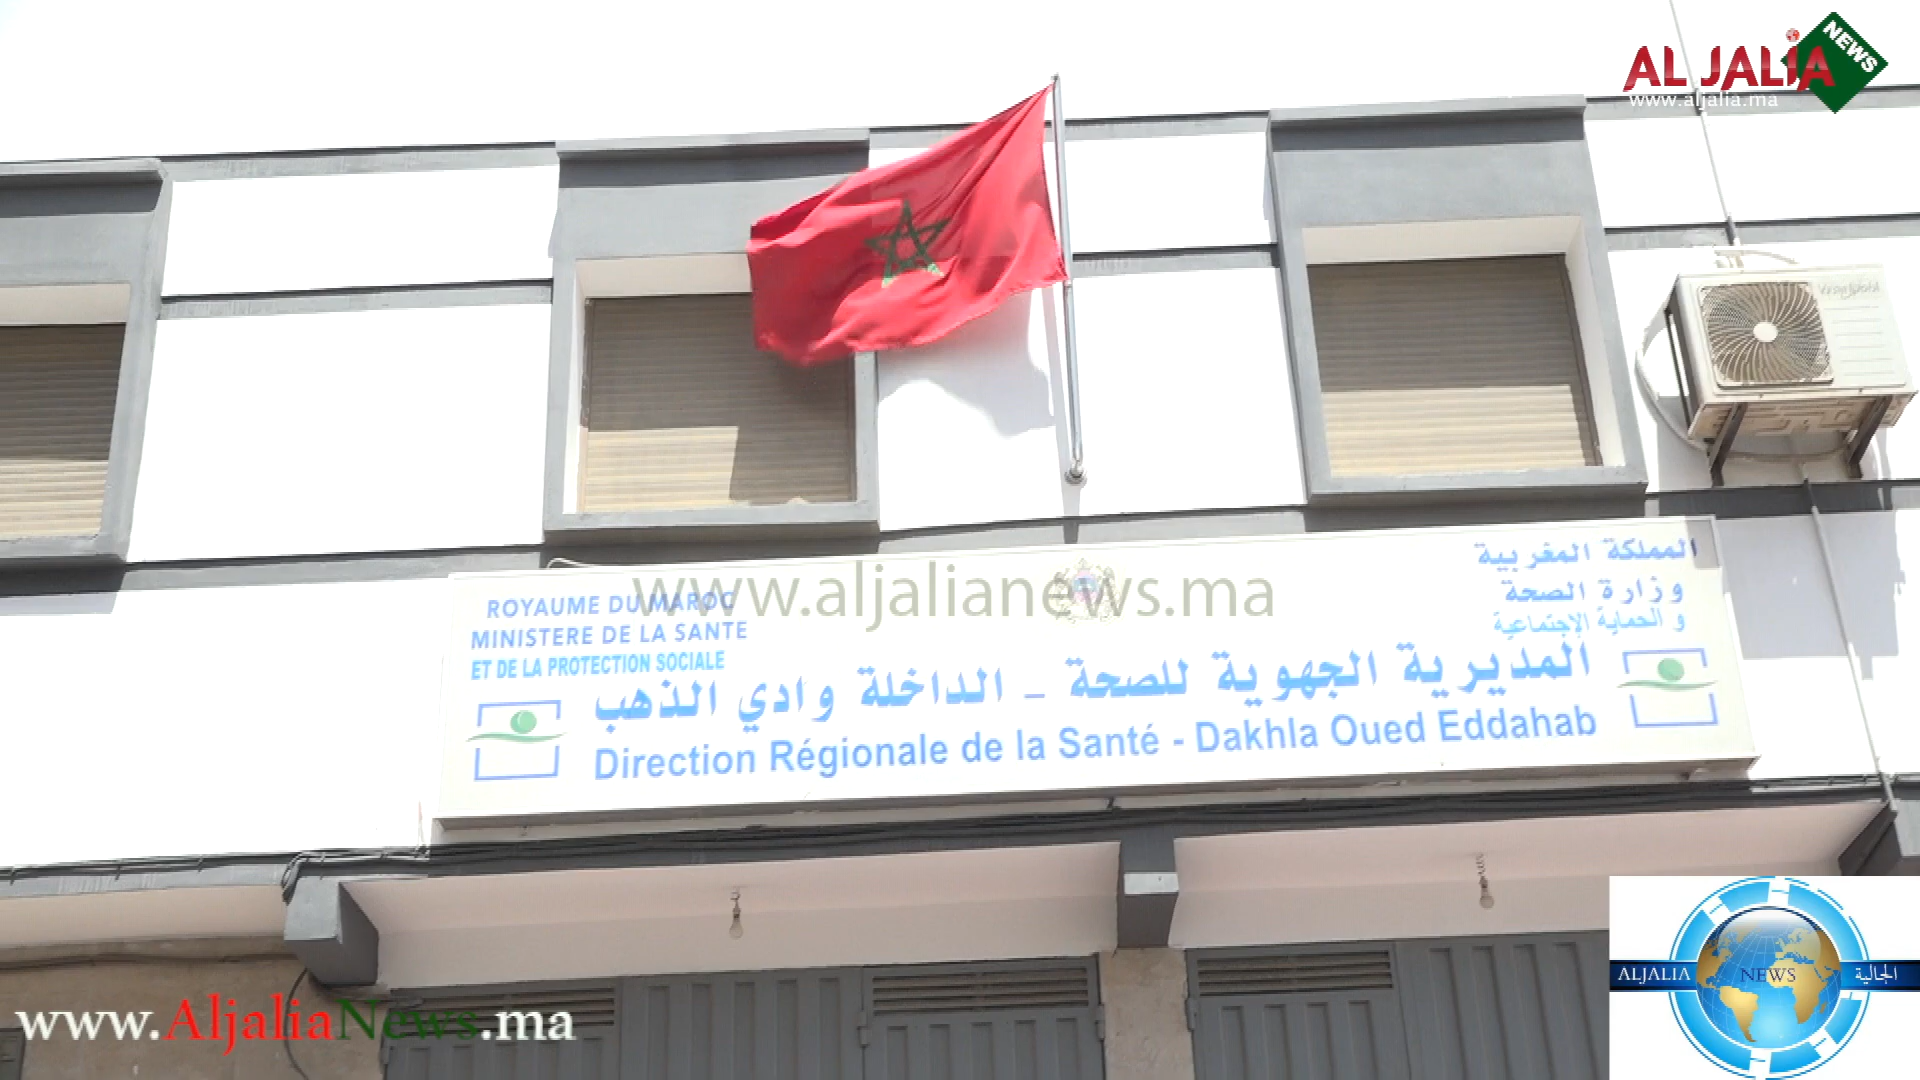 AL JALIA NEWS
www.aljalia.ma
www.aljalianews.ma
ROYAUME DU MAROC
MINISTERE DE LA SANTE
ET DE LA PROTECTION SOCIALE
المملكة المغربية
وزارة الصحة
و الحماية الإجتماعية
المديرية الجهوية للصحة - الداخلة وادي الذهب
Direction Régionale de la Santé - Dakhla Oued Eddahab
www.AljaliaNews.ma
ALJALIA NEWS الجالية